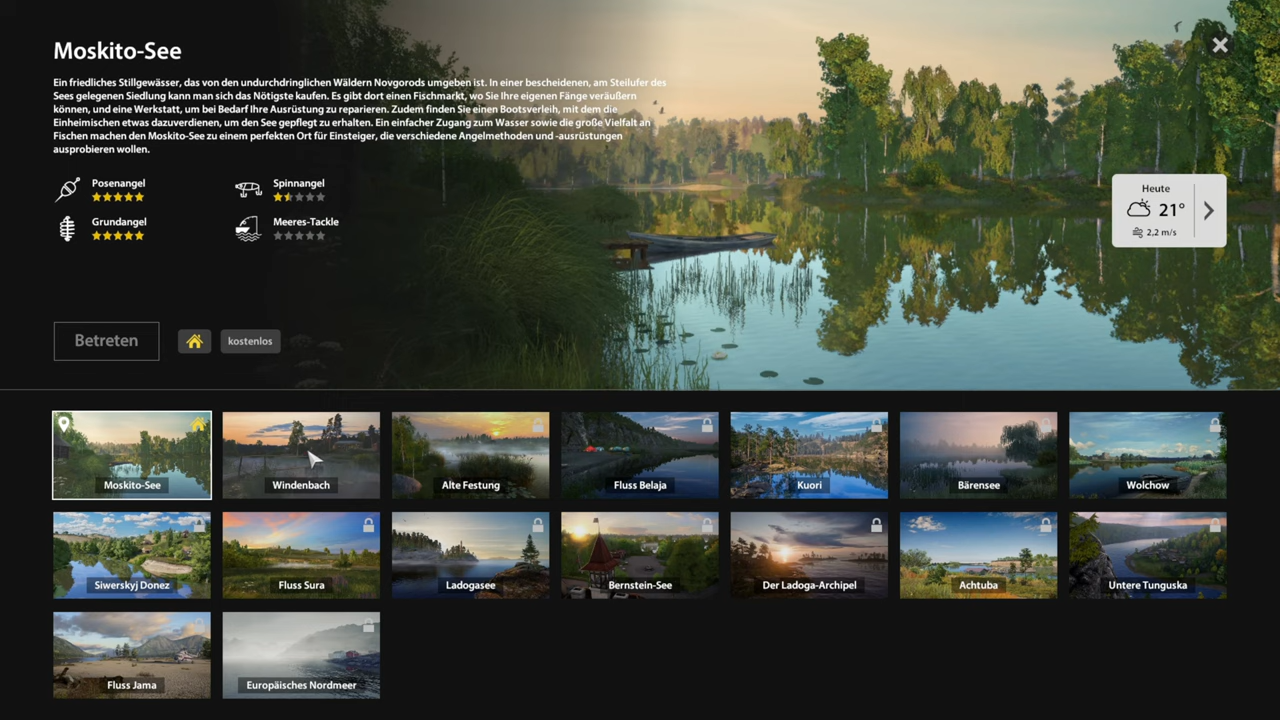 Moskito-See
Ein friedliches Stillgewässer, das von den undurchdringlichen Wäldern Novgorods umgeben ist. In einer bescheidenen, am Steilufer des
Sees gelegenen Siedlung kann man sich das Nötigste kaufen. Es gibt dort einen Fischmarkt, wo Sie Ihre eigenen Fänge veräußern
können, und eine Werkstatt, um bei Bedarf Ihre Ausrüstung zu reparieren. Zudem finden Sie einen Bootsverleih, mit dem die
Einheimischen etwas dazuverdienen, um den See gepflegt zu erhalten. Ein einfacher Zugang zum Wasser sowie die große Vielfalt an
Fischen machen den Moskito-See zu einem perfekten Ort für Einsteiger, die verschiedene Angelmethoden und -ausrüstungen
ausprobieren wollen.
Posenangel
Spinnangel
Grundangel
Meeres-Tackle
Heute
21°
2,2 m/s
Betreten
kostenlos
Moskito-See
Windenbach
Alte Festung
Fluss Belaja
Kuori
Bärensee
Wolchow
Siwerskyj Donez
Fluss Sura
Ladogasee
Bernstein-See
Der Ladoga-Archipel
Achtuba
Untere Tunguska
Fluss Jama
Europäisches Nordmeer